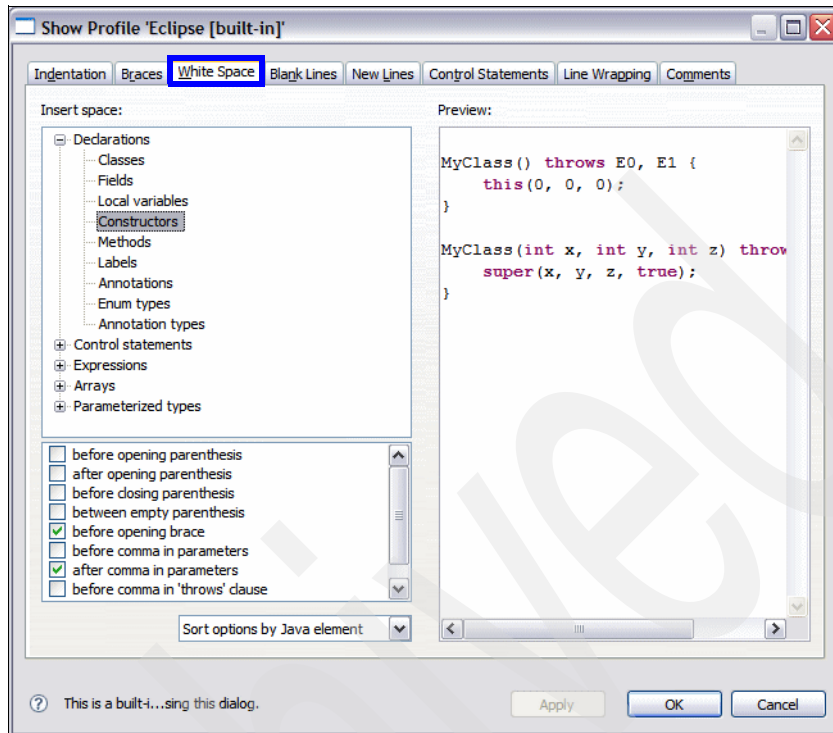 Show Profile 'Eclipse [built-in]'
Indentation Braces White Space Blank Lines New Lines Control Statements Line Wrapping Comments
Insert space:
Declarations
Classes
Fields
Local variables
Constructors
Methods
Labels
Annotations
Enum types
Annotation types
Control statements
Expressions
Arrays
Parameterized types
before opening parenthesis
after opening parenthesis
before closing parenthesis
between empty parenthesis
before opening brace
before comma in parameters
after comma in parameters
before comma in 'throws' clause
Sort options by Java element
Preview:
MyClass() throws E0, E1 {
this(0, 0, 0);
}
MyClass(int x, int y, int z) throw
super(x, y, z, true);
}
This is a built-i...sing this dialog.
Apply OK Cancel